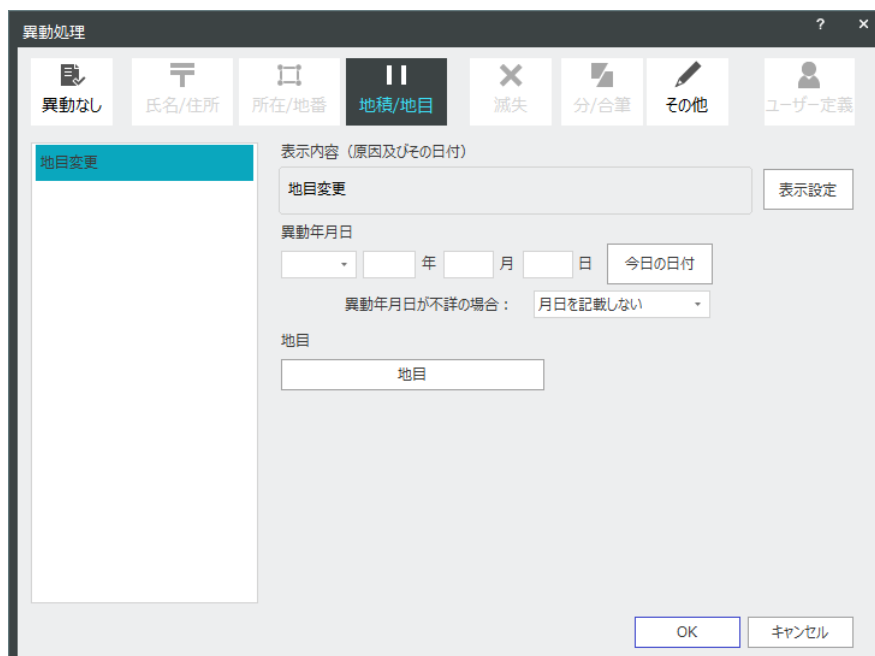 異動処理
? ×
異動なし 氏名/住所 所在/地番 地積/地目 滅失 分/合筆 その他 ユーザー定義
地目変更
表示内容（原因及びその日付）
地目変更
表示設定
異動年月日
年 月 日 今日の日付
異動年月日が不詳の場合： 月日を記載しない
地目
地目
OK キャンセル